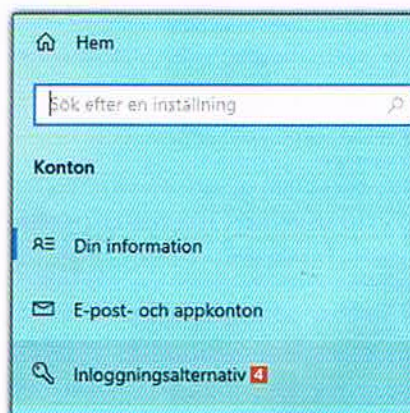 Hem
Sök efter en inställning
Konton
Din information
E-post- och appkonton
Inloggningsalternativ 4